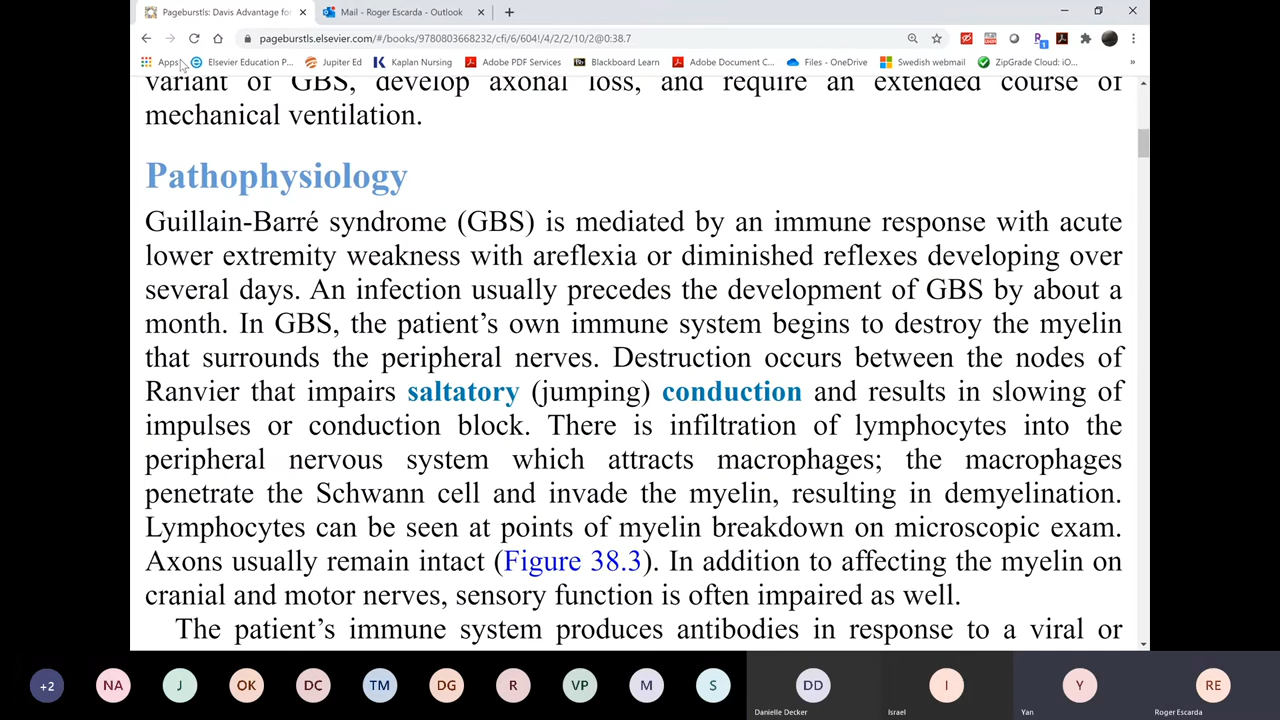 Pageburstls: Davis Advantage for
Mail - Roger Escarda - Outlook
pageburstls.elsevier.com/#/books/9780803668232/cfi/6/604!/4/2/2/10/2@0:38.7
Apps
Elsevier Education P...
Jupiter Ed
Kaplan Nursing
Adobe PDF Services
Blackboard Learn
Adobe Document C...
Files - OneDrive
Swedish webmail
ZipGrade Cloud: iO...
»
variant of GBS, develop axonal loss, and require an extended course of
mechanical ventilation.
Pathophysiology
Guillain-Barré syndrome (GBS) is mediated by an immune response with acute
lower extremity weakness with areflexia or diminished reflexes developing over
several days. An infection usually precedes the development of GBS by about a
month. In GBS, the patient’s own immune system begins to destroy the myelin
that surrounds the peripheral nerves. Destruction occurs between the nodes of
Ranvier that impairs saltatory (jumping) conduction and results in slowing of
impulses or conduction block. There is infiltration of lymphocytes into the
peripheral nervous system which attracts macrophages; the macrophages
penetrate the Schwann cell and invade the myelin, resulting in demyelination.
Lymphocytes can be seen at points of myelin breakdown on microscopic exam.
Axons usually remain intact (Figure 38.3). In addition to affecting the myelin on
cranial and motor nerves, sensory function is often impaired as well.
The patient’s immune system produces antibodies in response to a viral or
+2
NA
J
OK
DC
TM
DG
R
VP
M
S
DD
I
Y
RE
Danielle Decker
Israel
Yan
Roger Escarda